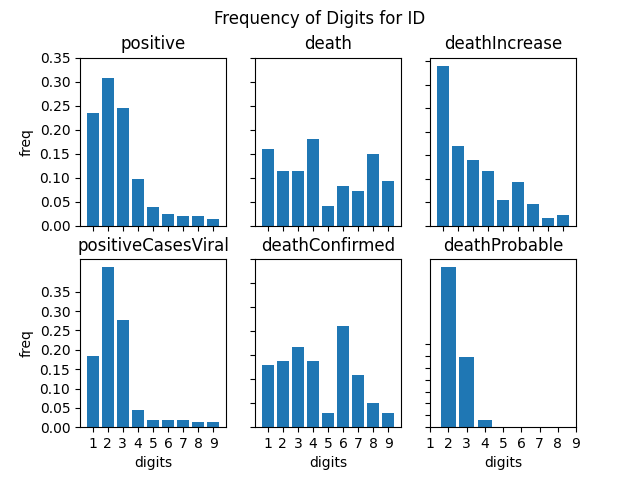 Frequency of Digits for ID
positive death deathIncrease
0.35
0.30
0.25
0.20
0.15
0.10
0.05
0.00
freq
positiveCasesViral deathConfirmed deathProbable
0.35
0.30
0.25
0.20
0.15
0.10
0.05
0.00
freq
1 2 3 4 5 6 7 8 9 1 2 3 4 5 6 7 8 9 1 2 3 4 5 6 7 8 9
digits digits digits